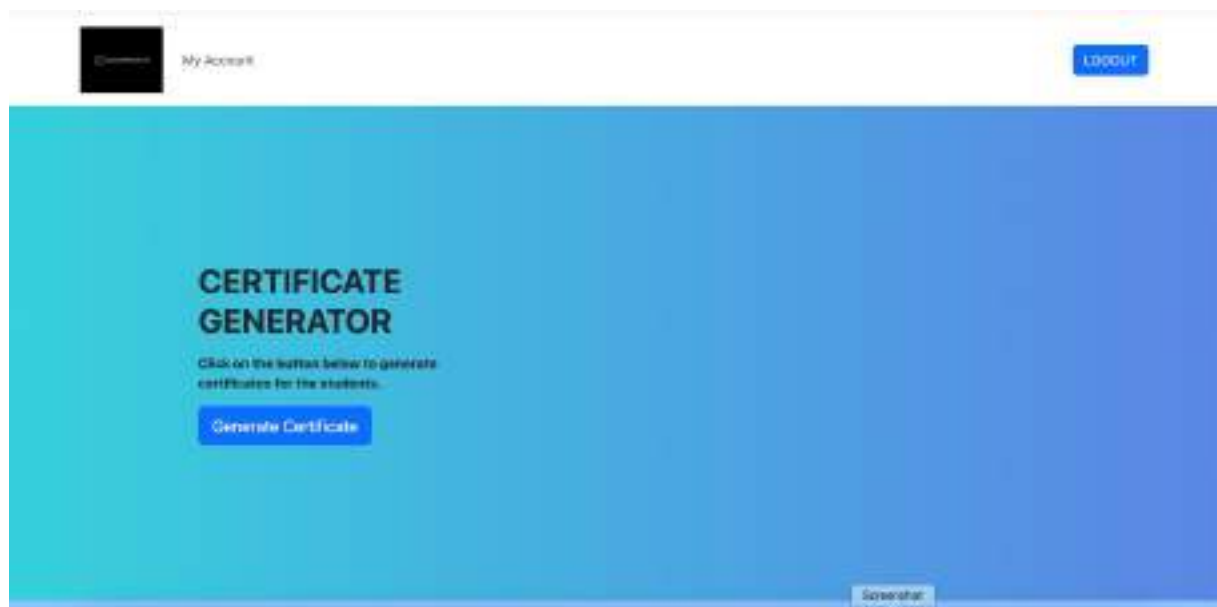 My Account
LOGOUT
CERTIFICATE
GENERATOR
Click on the button below to generate
certificates for the students.
Generate Certificate
Screenshot